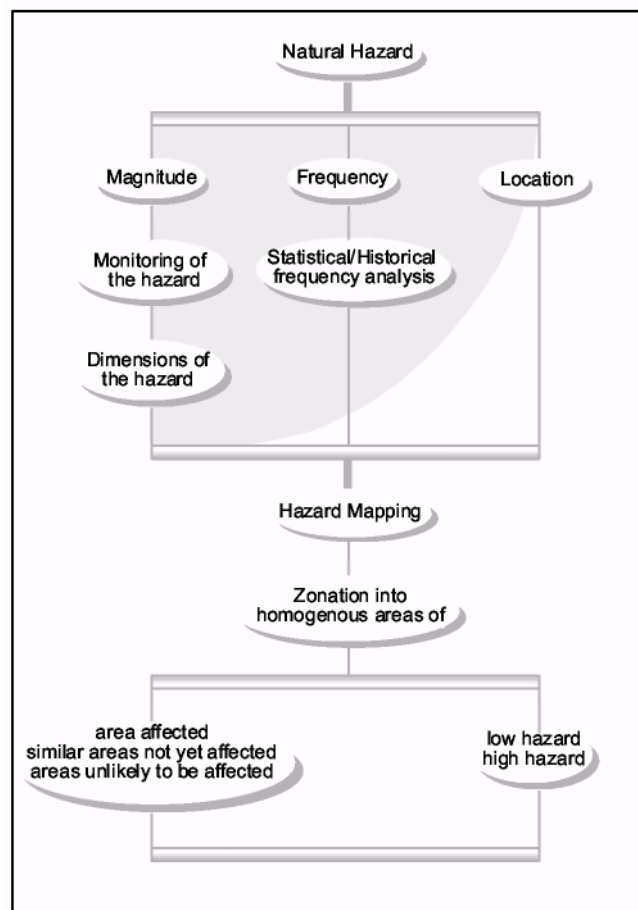 Natural Hazard
Magnitude
Frequency
Location
Monitoring of
the hazard
Statistical/Historical
frequency analysis
Dimensions of
the hazard
Hazard Mapping
Zonation into
homogenous areas of
area affected
similar areas not yet affected
areas unlikely to be affected
low hazard
high hazard